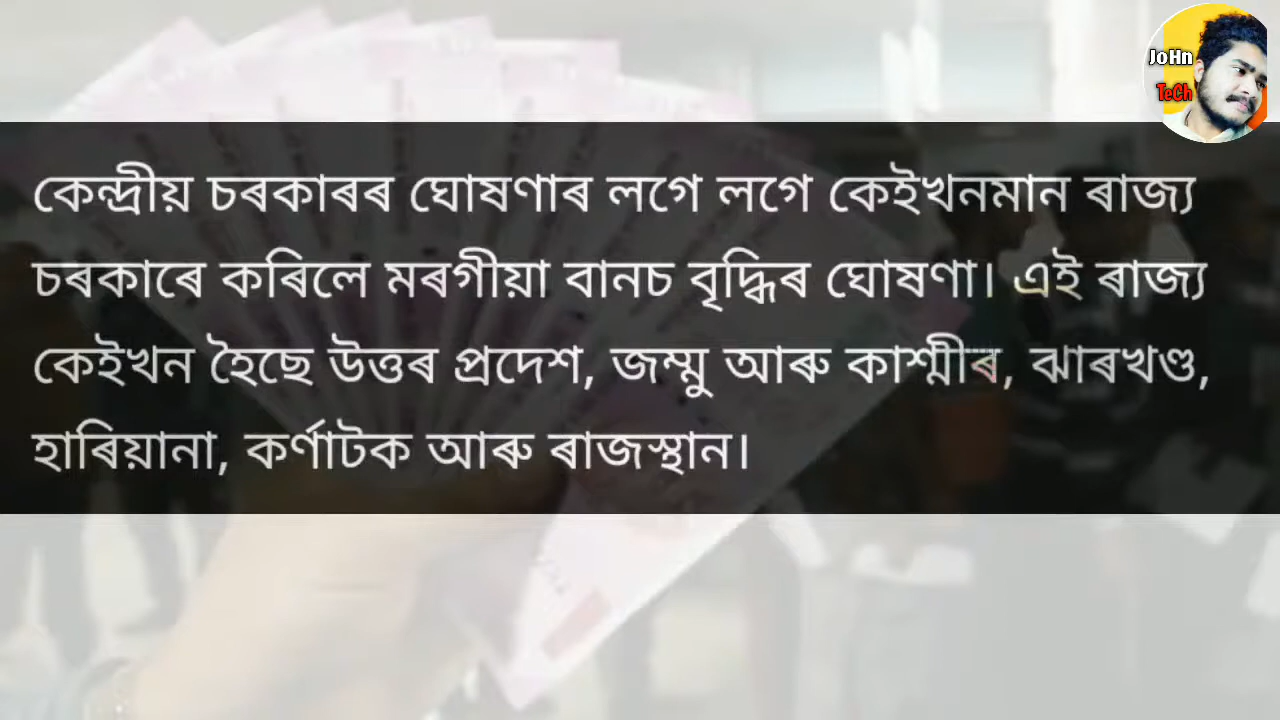 JoHn
TeCh
কেন্দ্ৰীয় চৰকাৰৰ ঘোষণাৰ লগে লগে কেইখনমান ৰাজ্য
চৰকাৰে কৰিলে মৰগীয়া বানচ বৃদ্ধিৰ ঘোষণা। এই ৰাজ্য
কেইখন হৈছে উত্তৰ প্ৰদেশ, জম্মু আৰু কাশ্মীৰ, ঝাৰখণ্ড,
হাৰিয়ানা, কৰ্ণাটক আৰু ৰাজস্থান।